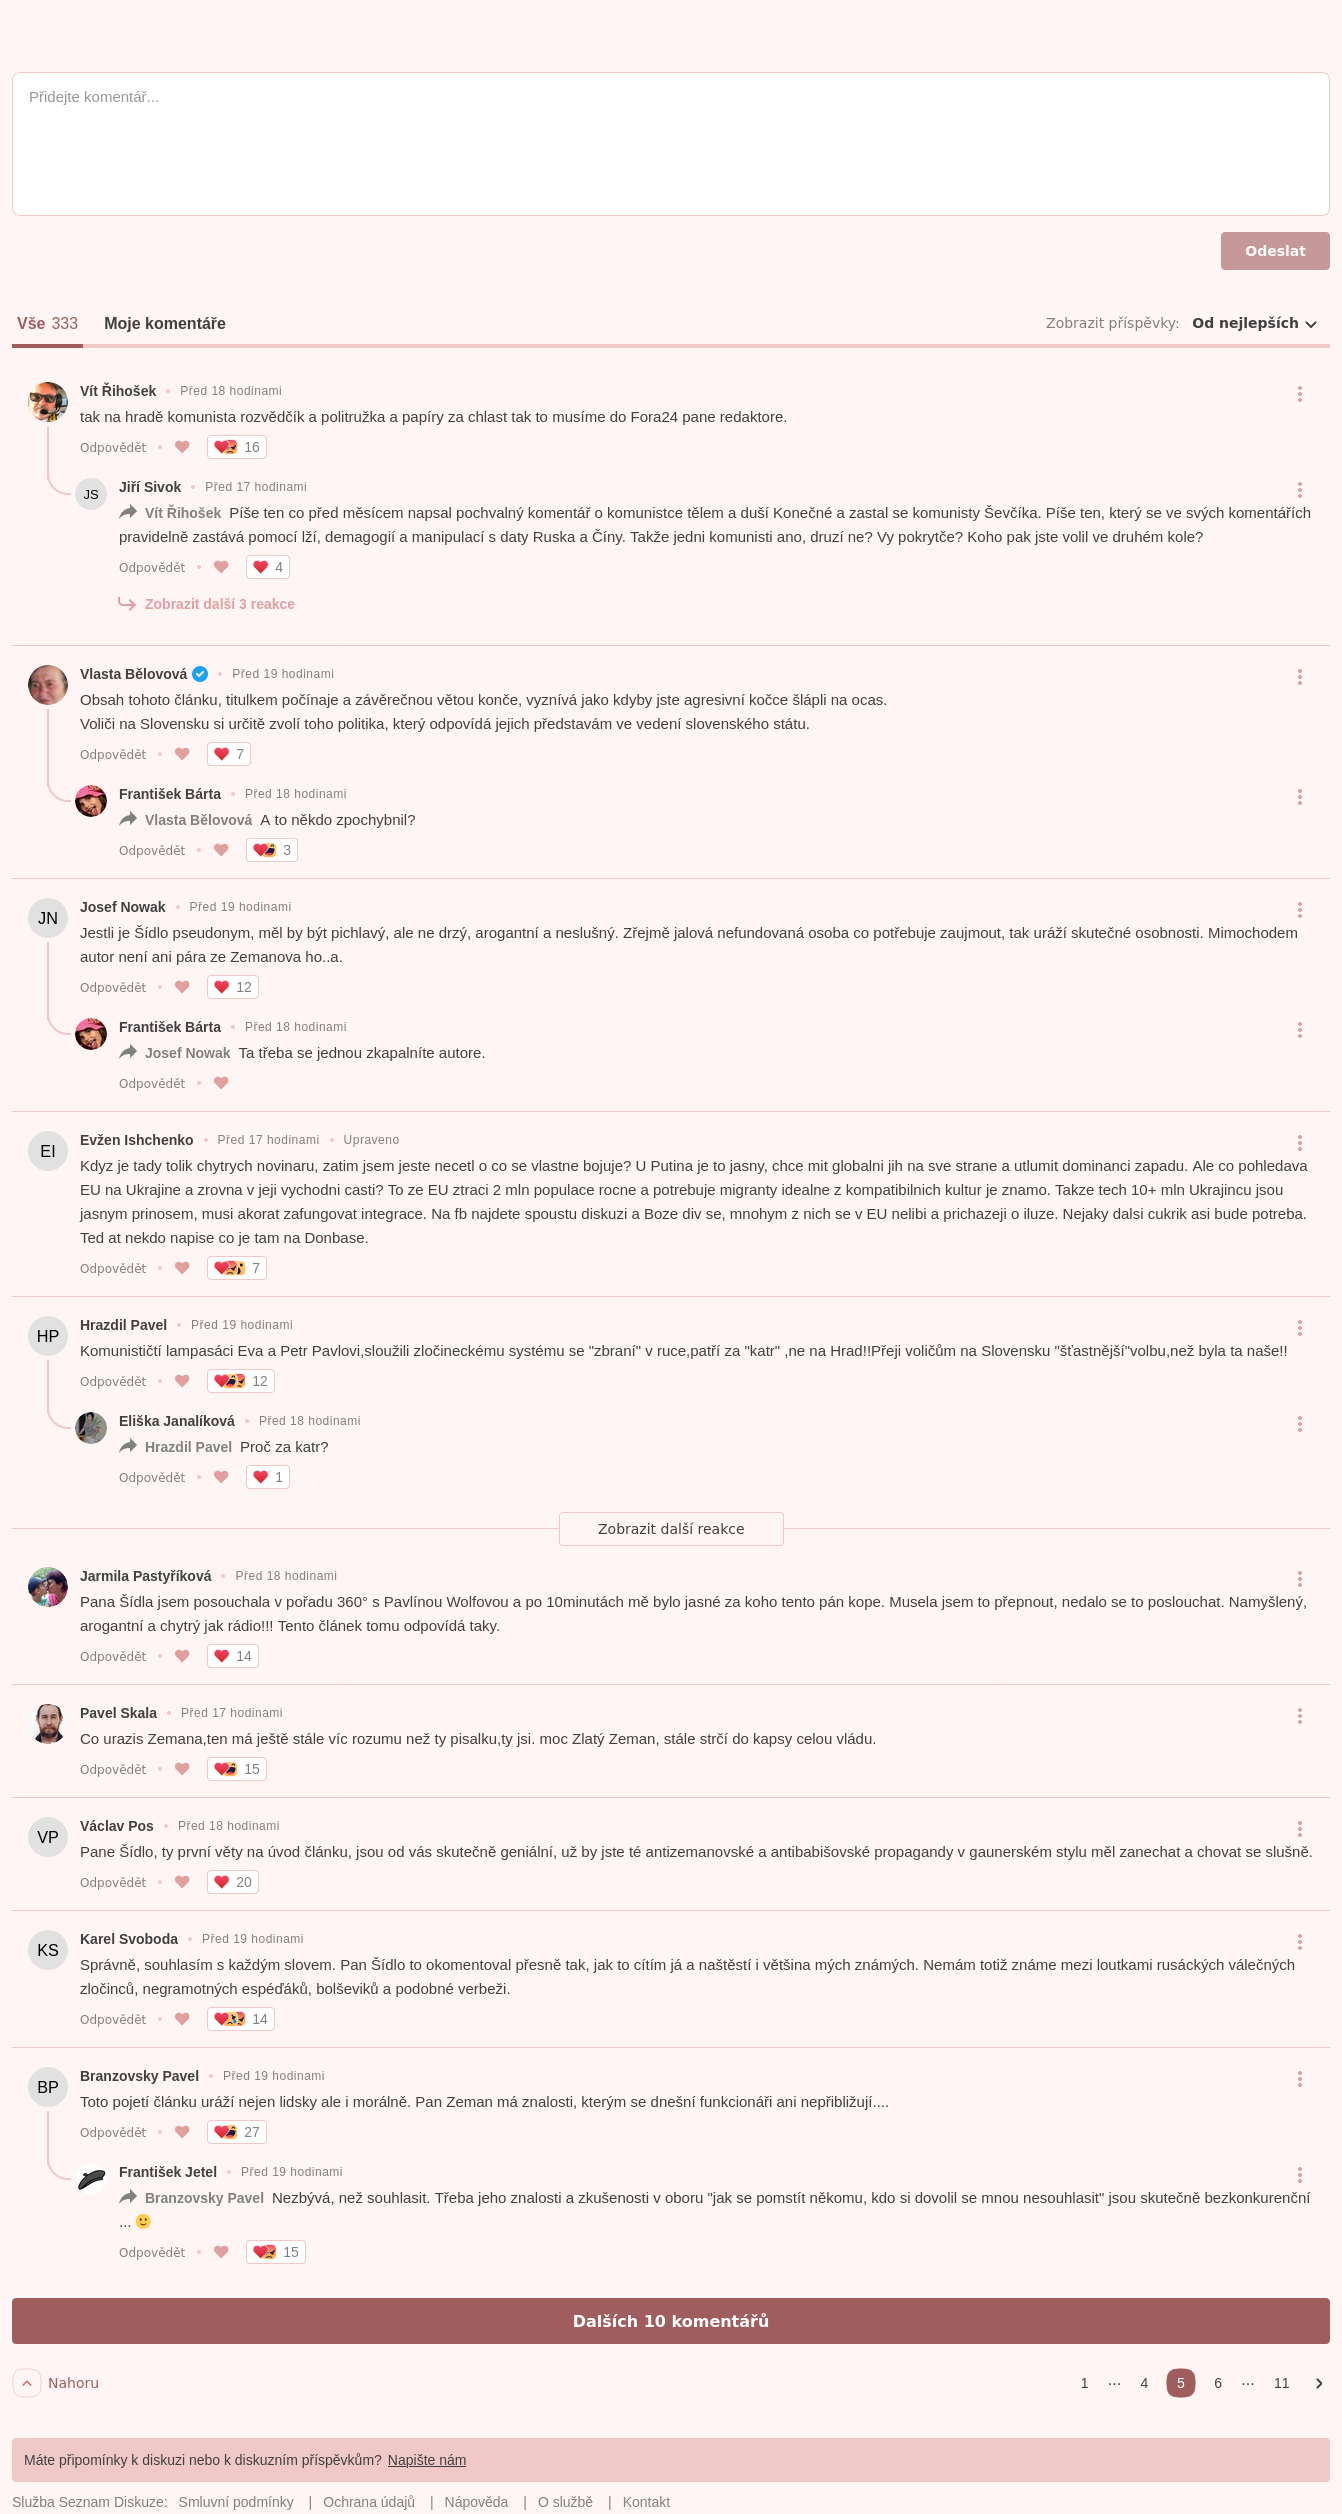 Přidejte komentář...
Odeslat
Vše 333 Moje komentáře Zobrazit příspěvky: Od nejlepších
Vít Řihošek • Před 18 hodinami
tak na hradě komunista rozvědčík a politružka a papíry za chlast tak to musíme do Fora24 pane redaktore.
Odpovědět • 16
JS Jiří Sivok • Před 17 hodinami
Vít Řihošek Píše ten co před měsícem napsal pochvalný komentář o komunistce tělem a duší Konečné a zastal se komunisty Ševčíka. Píše ten, který se ve svých komentářích
pravidelně zastává pomocí lží, demagogií a manipulací s daty Ruska a Číny. Takže jedni komunisti ano, druzí ne? Vy pokrytče? Koho pak jste volil ve druhém kole?
Odpovědět • 4
Zobrazit další 3 reakce
Vlasta Bělovová • Před 19 hodinami
Obsah tohoto článku, titulkem počínaje a závěrečnou větou konče, vyznívá jako kdyby jste agresivní kočce šlápli na ocas.
Voliči na Slovensku si určitě zvolí toho politika, který odpovídá jejich představám ve vedení slovenského státu.
Odpovědět • 7
František Bárta • Před 18 hodinami
Vlasta Bělovová A to někdo zpochybnil?
Odpovědět • 3
JN Josef Nowak • Před 19 hodinami
Jestli je Šídlo pseudonym, měl by být pichlavý, ale ne drzý, arogantní a neslušný. Zřejmě jalová nefundovaná osoba co potřebuje zaujmout, tak uráží skutečné osobnosti. Mimochodem
autor není ani pára ze Zemanova ho..a.
Odpovědět • 12
František Bárta • Před 18 hodinami
Josef Nowak Ta třeba se jednou zkapalníte autore.
Odpovědět •
EI Evžen Ishchenko • Před 17 hodinami • Upraveno
Kdyz je tady tolik chytrych novinaru, zatim jsem jeste necetl o co se vlastne bojuje? U Putina je to jasny, chce mit globalni jih na sve strane a utlumit dominanci zapadu. Ale co pohledava
EU na Ukrajine a zrovna v jeji vychodni casti? To ze EU ztraci 2 mln populace rocne a potrebuje migranty idealne z kompatibilnich kultur je znamo. Takze tech 10+ mln Ukrajincu jsou
jasnym prinosem, musi akorat zafungovat integrace. Na fb najdete spoustu diskuzi a Boze div se, mnohym z nich se v EU nelibi a prichazeji o iluze. Nejaky dalsi cukrik asi bude potreba.
Ted at nekdo napise co je tam na Donbase.
Odpovědět • 7
HP Hrazdil Pavel • Před 19 hodinami
Komunističtí lampasáci Eva a Petr Pavlovi,sloužili zločineckému systému se "zbraní" v ruce,patří za "katr" ,ne na Hrad!!Přeji voličům na Slovensku "šťastnější"volbu,než byla ta naše!!
Odpovědět • 12
Eliška Janalíková • Před 18 hodinami
Hrazdil Pavel Proč za katr?
Odpovědět • 1
Zobrazit další reakce
Jarmila Pastyříková • Před 18 hodinami
Pana Šídla jsem posouchala v pořadu 360° s Pavlínou Wolfovou a po 10minutách mě bylo jasné za koho tento pán kope. Musela jsem to přepnout, nedalo se to poslouchat. Namyšlený,
arogantní a chytrý jak rádio!!! Tento článek tomu odpovídá taky.
Odpovědět • 14
Pavel Skala • Před 17 hodinami
Co urazis Zemana,ten má ještě stále víc rozumu než ty pisalku,ty jsi. moc Zlatý Zeman, stále strčí do kapsy celou vládu.
Odpovědět • 15
VP Václav Pos • Před 18 hodinami
Pane Šídlo, ty první věty na úvod článku, jsou od vás skutečně geniální, už by jste té antizemanovské a antibabišovské propagandy v gaunerském stylu měl zanechat a chovat se slušně.
Odpovědět • 20
KS Karel Svoboda • Před 19 hodinami
Správně, souhlasím s každým slovem. Pan Šídlo to okomentoval přesně tak, jak to cítím já a naštěstí i většina mých známých. Nemám totiž známe mezi loutkami rusáckých válečných
zločinců, negramotných espéďáků, bolševiků a podobné verbeži.
Odpovědět • 14
BP Branzovsky Pavel • Před 19 hodinami
Toto pojetí článku uráží nejen lidsky ale i morálně. Pan Zeman má znalosti, kterým se dnešní funkcionáři ani nepřibližují....
Odpovědět • 27
František Jetel • Před 19 hodinami
Branzovsky Pavel Nezbývá, než souhlasit. Třeba jeho znalosti a zkušenosti v oboru "jak se pomstít někomu, kdo si dovolil se mnou nesouhlasit" jsou skutečně bezkonkurenční
... 🙂
Odpovědět • 15
Dalších 10 komentářů
Nahoru 1 ⋯ 4 5 6 ⋯ 11
Máte připomínky k diskuzi nebo k diskuzním příspěvkům? Napište nám
Služba Seznam Diskuze: Smluvní podmínky | Ochrana údajů | Nápověda | O službě | Kontakt